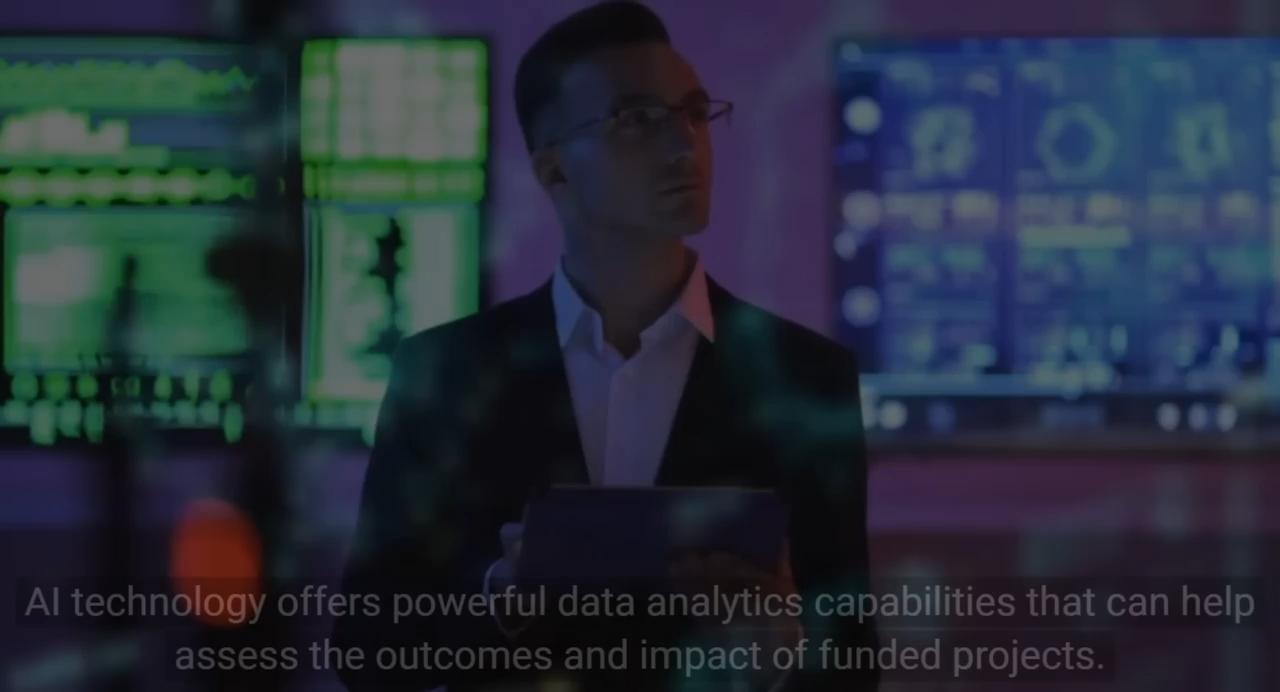 AI technology offers powerful data analytics capabilities that can help
assess the outcomes and impact of funded projects.